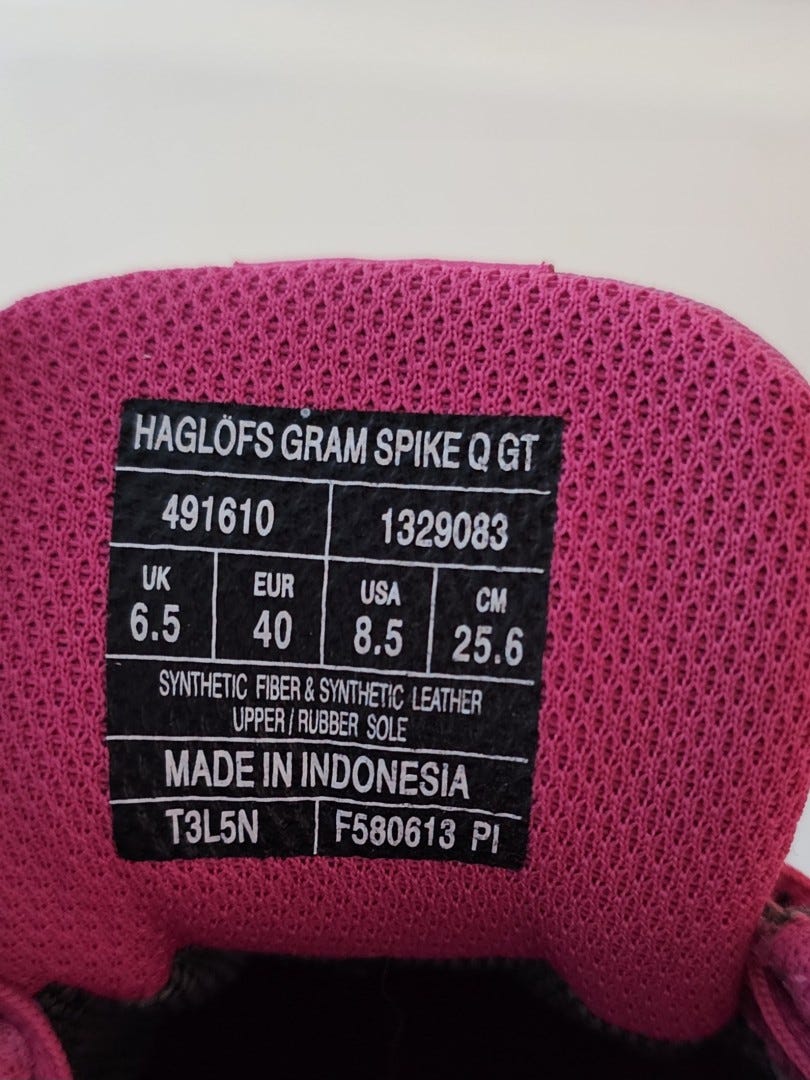 HAGLÖFS GRAM SPIKE Q GT
491610 1329083
UK EUR USA CM
6.5 40 8.5 25.6
SYNTHETIC FIBER & SYNTHETIC LEATHER
UPPER / RUBBER SOLE
MADE IN INDONESIA
T3L5N F580613 PI